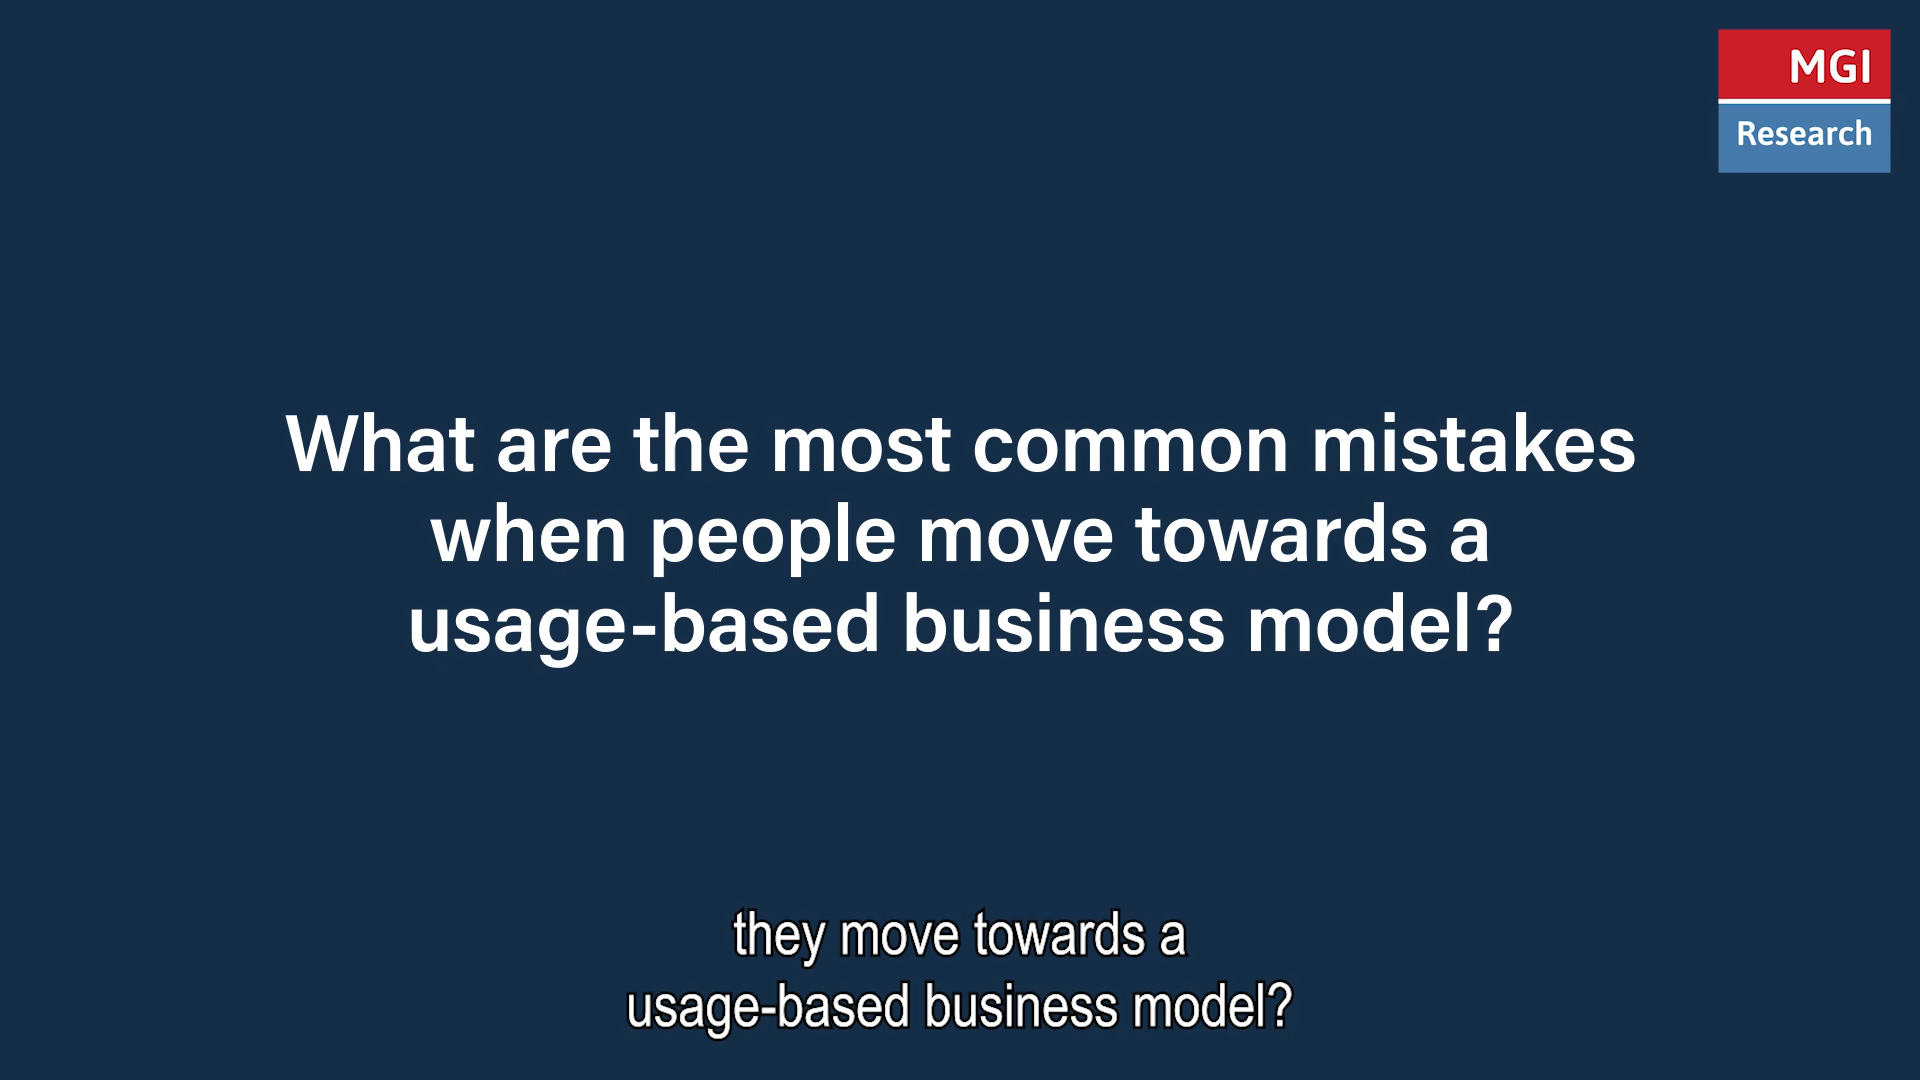 MGI
Research
What are the most common mistakes
when people move towards a
usage-based business model?
they move towards a
usage-based business model?